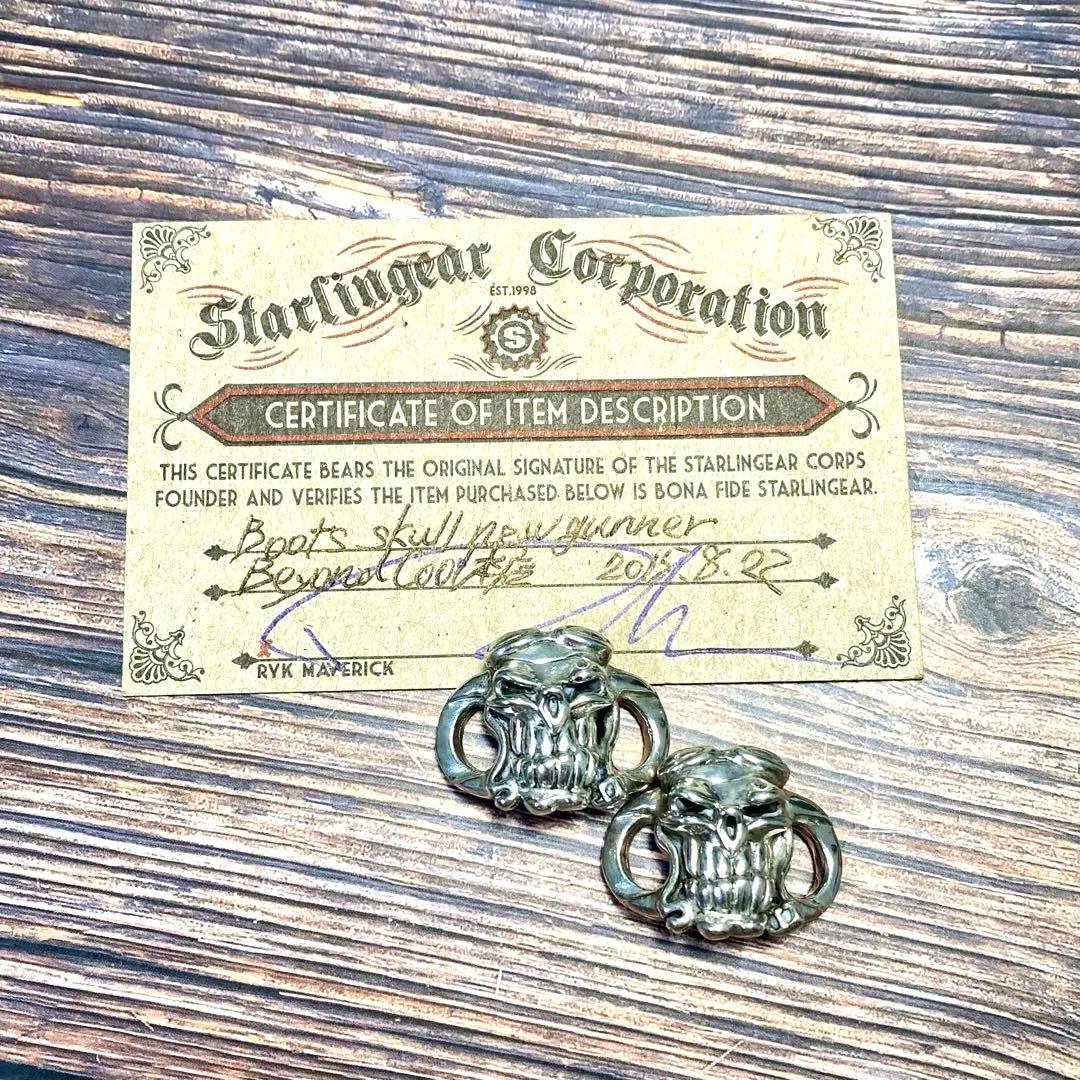 Starlingear Corporation
EST.1998
S
CERTIFICATE OF ITEM DESCRIPTION
THIS CERTIFICATE BEARS THE ORIGINAL SIGNATURE OF THE STARLINGEAR CORPS
FOUNDER AND VERIFIES THE ITEM PURCHASED BELOW IS BONA FIDE STARLINGEAR.
Boots skull new gunner
Beyond Cool 2015.8.02
RYK MAVERICK